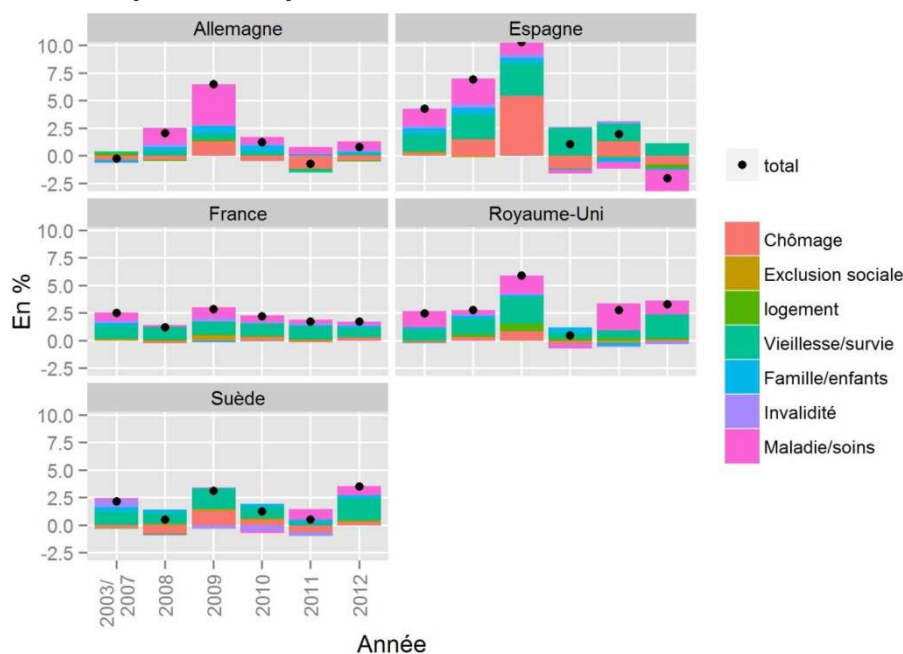 Allemagne
Espagne
10.0
7.5
5.0
2.5
0.0
-2.5
France
Royaume-Uni
10.0
7.5
5.0
2.5
0.0
-2.5
Suède
10.0
7.5
5.0
2.5
0.0
-2.5
En %
2003/
2007
2008
2009
2010
2011
2012
Année
total
Chômage
Exclusion sociale
logement
Vieillesse/survie
Famille/enfants
Invalidité
Maladie/soins